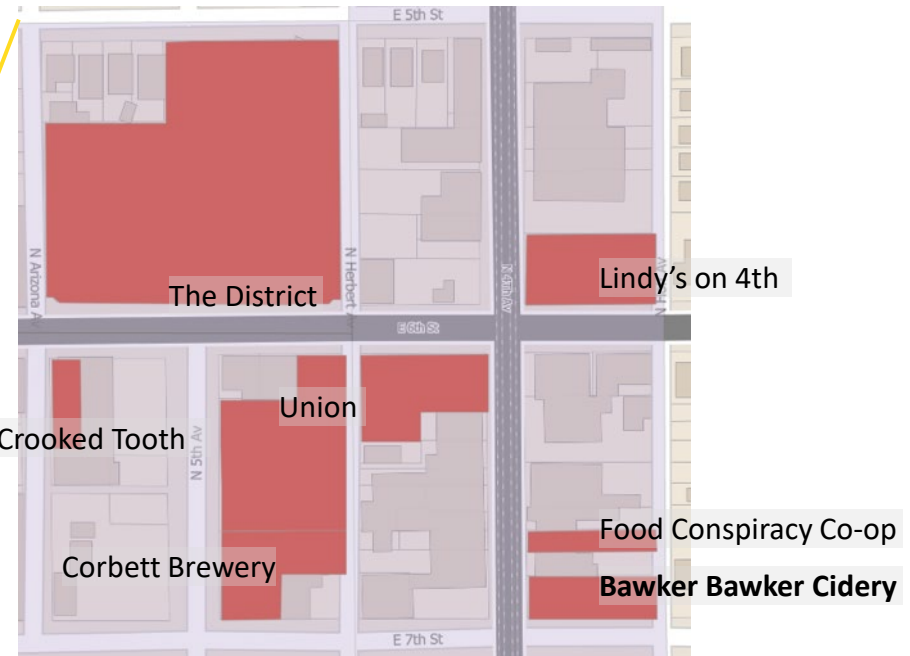 E 5th St
N Arizona Av
N Herbert Av
N 4th Av
Lindy's on 4th
The District
E 6th St
Union
Crooked Tooth
N 5th Av
Food Conspiracy Co-op
Corbett Brewery
Bawker Bawker Cidery
E 7th St